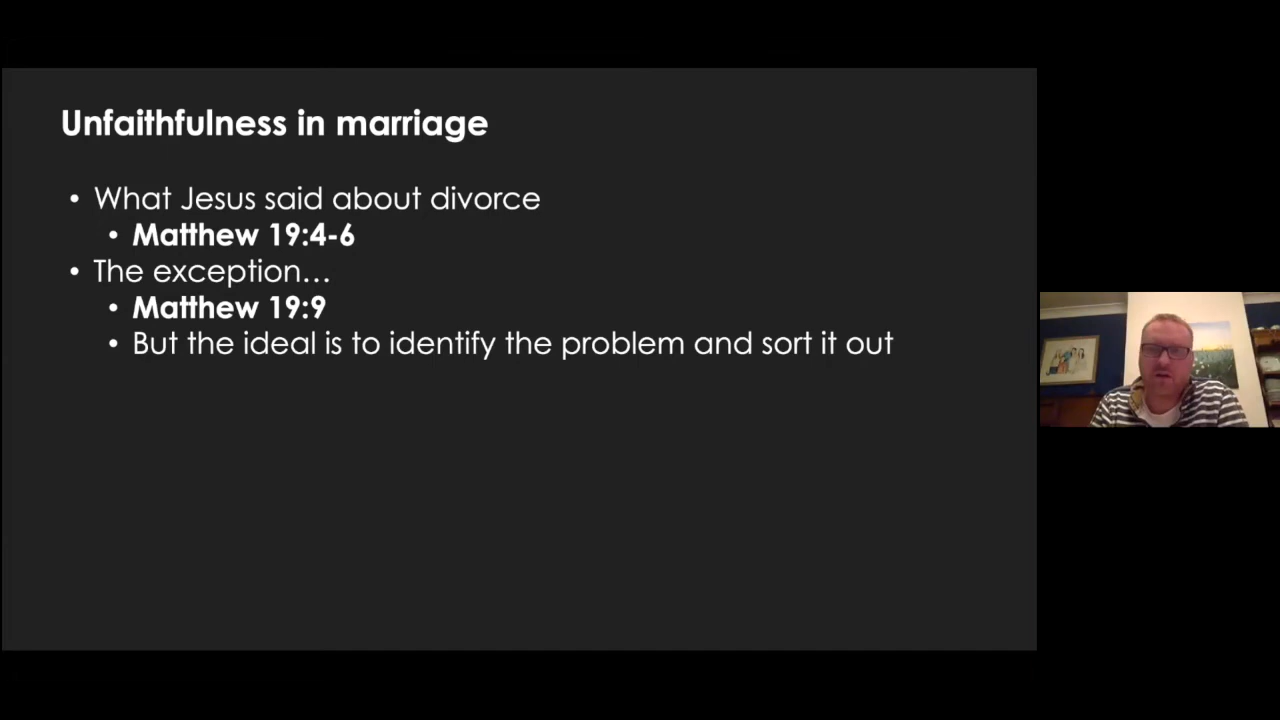 Unfaithfulness in marriage
• What Jesus said about divorce
• Matthew 19:4-6
• The exception...
• Matthew 19:9
• But the ideal is to identify the problem and sort it out